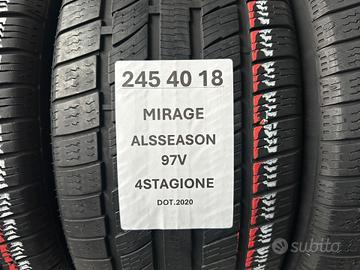 245 40 18
MIRAGE
ALSSEASON
97V
4STAGIONE
DOT.2020
subito